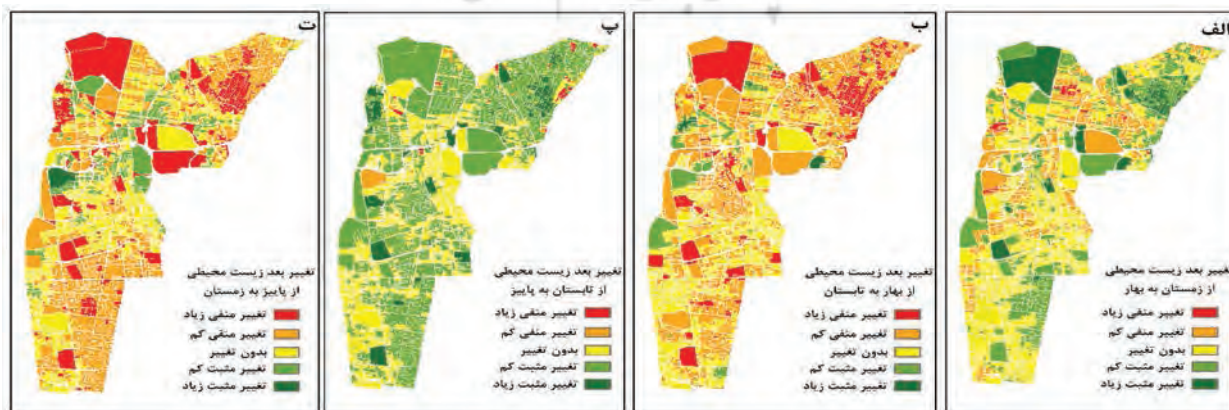 الف
تغییر بعد زیست محیطی
از زمستان به بهار
تغییر منفی زیاد
تغییر منفی کم
بدون تغییر
تغییر مثبت کم
تغییر مثبت زیاد
ب
تغییر بعد زیست محیطی
از بهار به تابستان
تغییر منفی زیاد
تغییر منفی کم
بدون تغییر
تغییر مثبت کم
تغییر مثبت زیاد
پ
تغییر بعد زیست محیطی
از تابستان به پاییز
تغییر منفی زیاد
تغییر منفی کم
بدون تغییر
تغییر مثبت کم
تغییر مثبت زیاد
ت
تغییر بعد زیست محیطی
از پاییز به زمستان
تغییر منفی زیاد
تغییر منفی کم
بدون تغییر
تغییر مثبت کم
تغییر مثبت زیاد